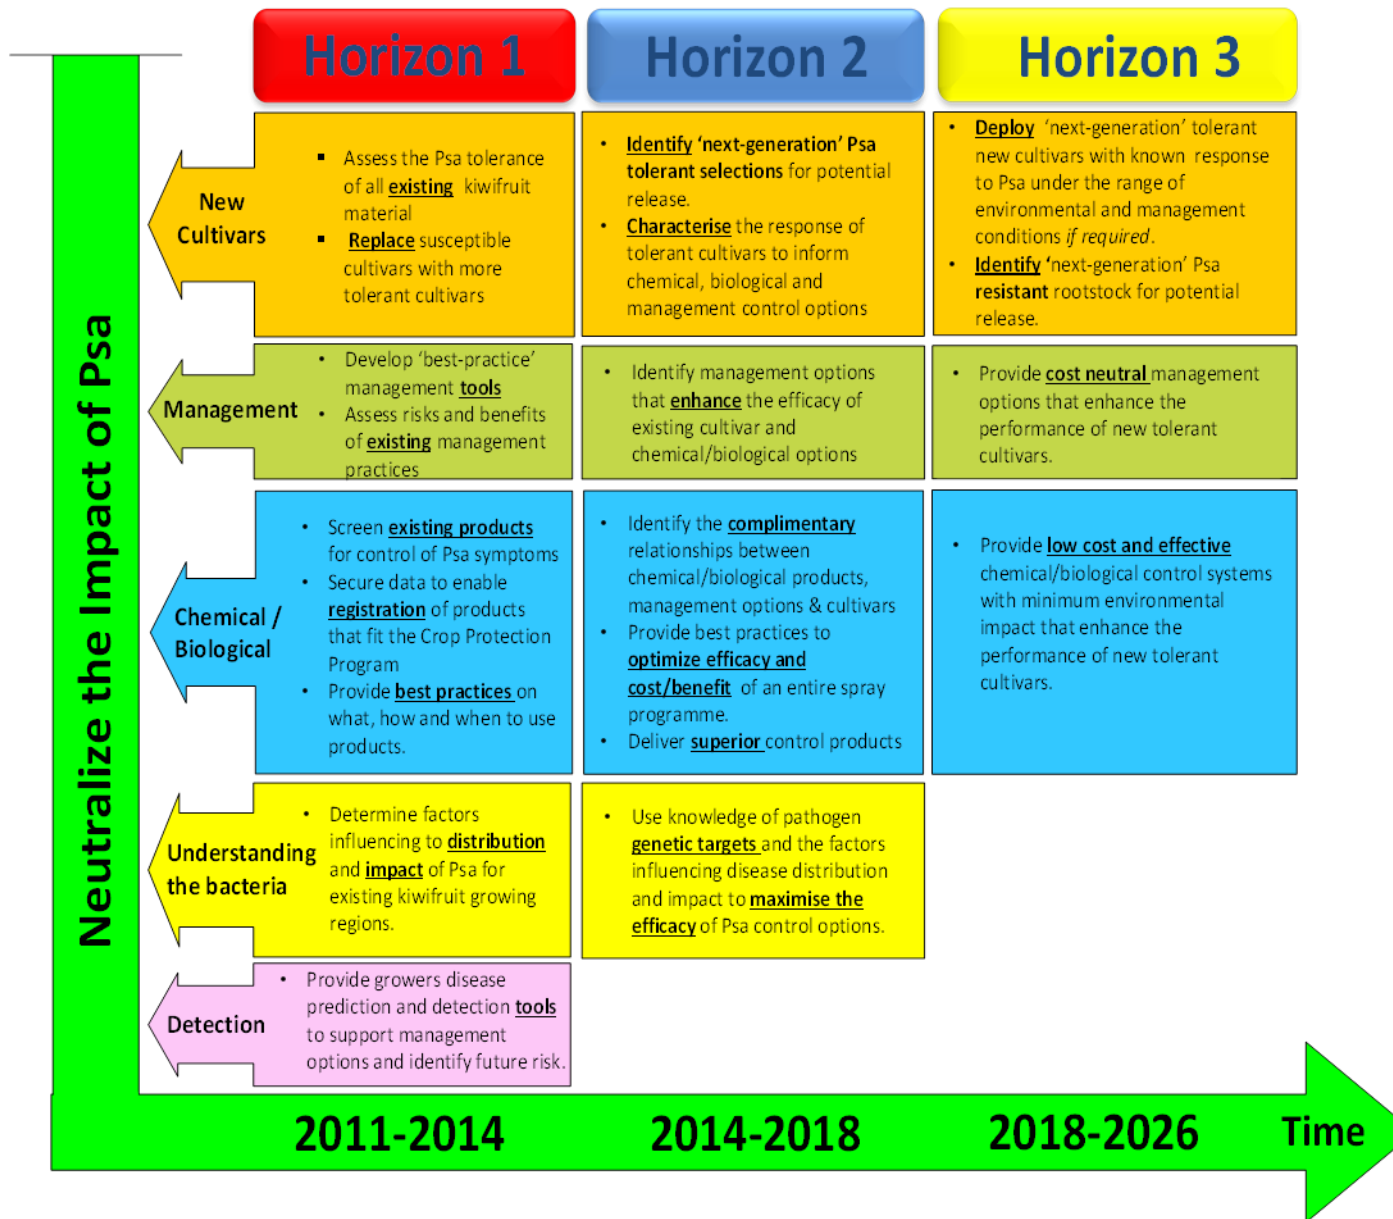 Horizon 1
Horizon 2
Horizon 3
Neutralize the Impact of Psa
New
Cultivars
▪ Assess the Psa tolerance
of all existing kiwifruit
material
▪ Replace susceptible
cultivars with more
tolerant cultivars
• Identify ‘next-generation’ Psa
tolerant selections for potential
release.
• Characterise the response of
tolerant cultivars to inform
chemical, biological and
management control options
• Deploy ‘next-generation’ tolerant
new cultivars with known response
to Psa under the range of
environmental and management
conditions if required.
• Identify ‘next-generation’ Psa
resistant rootstock for potential
release.
Management
• Develop ‘best-practice’
management tools
• Assess risks and benefits
of existing management
practices
• Identify management options
that enhance the efficacy of
existing cultivar and
chemical/biological options
• Provide cost neutral management
options that enhance the
performance of new tolerant
cultivars.
Chemical /
Biological
• Screen existing products
for control of Psa symptoms
• Secure data to enable
registration of products
that fit the Crop Protection
Program
• Provide best practices on
what, how and when to use
products.
• Identify the complimentary
relationships between
chemical/biological products,
management options & cultivars
• Provide best practices to
optimize efficacy and
cost/benefit of an entire spray
programme.
• Deliver superior control products
• Provide low cost and effective
chemical/biological control systems
with minimum environmental
impact that enhance the
performance of new tolerant
cultivars.
Understanding
the bacteria
• Determine factors
influencing to distribution
and impact of Psa for
existing kiwifruit growing
regions.
• Use knowledge of pathogen
genetic targets and the factors
influencing disease distribution
and impact to maximise the
efficacy of Psa control options.
Detection
• Provide growers disease
prediction and detection tools
to support management
options and identify future risk.
2011-2014
2014-2018
2018-2026
Time